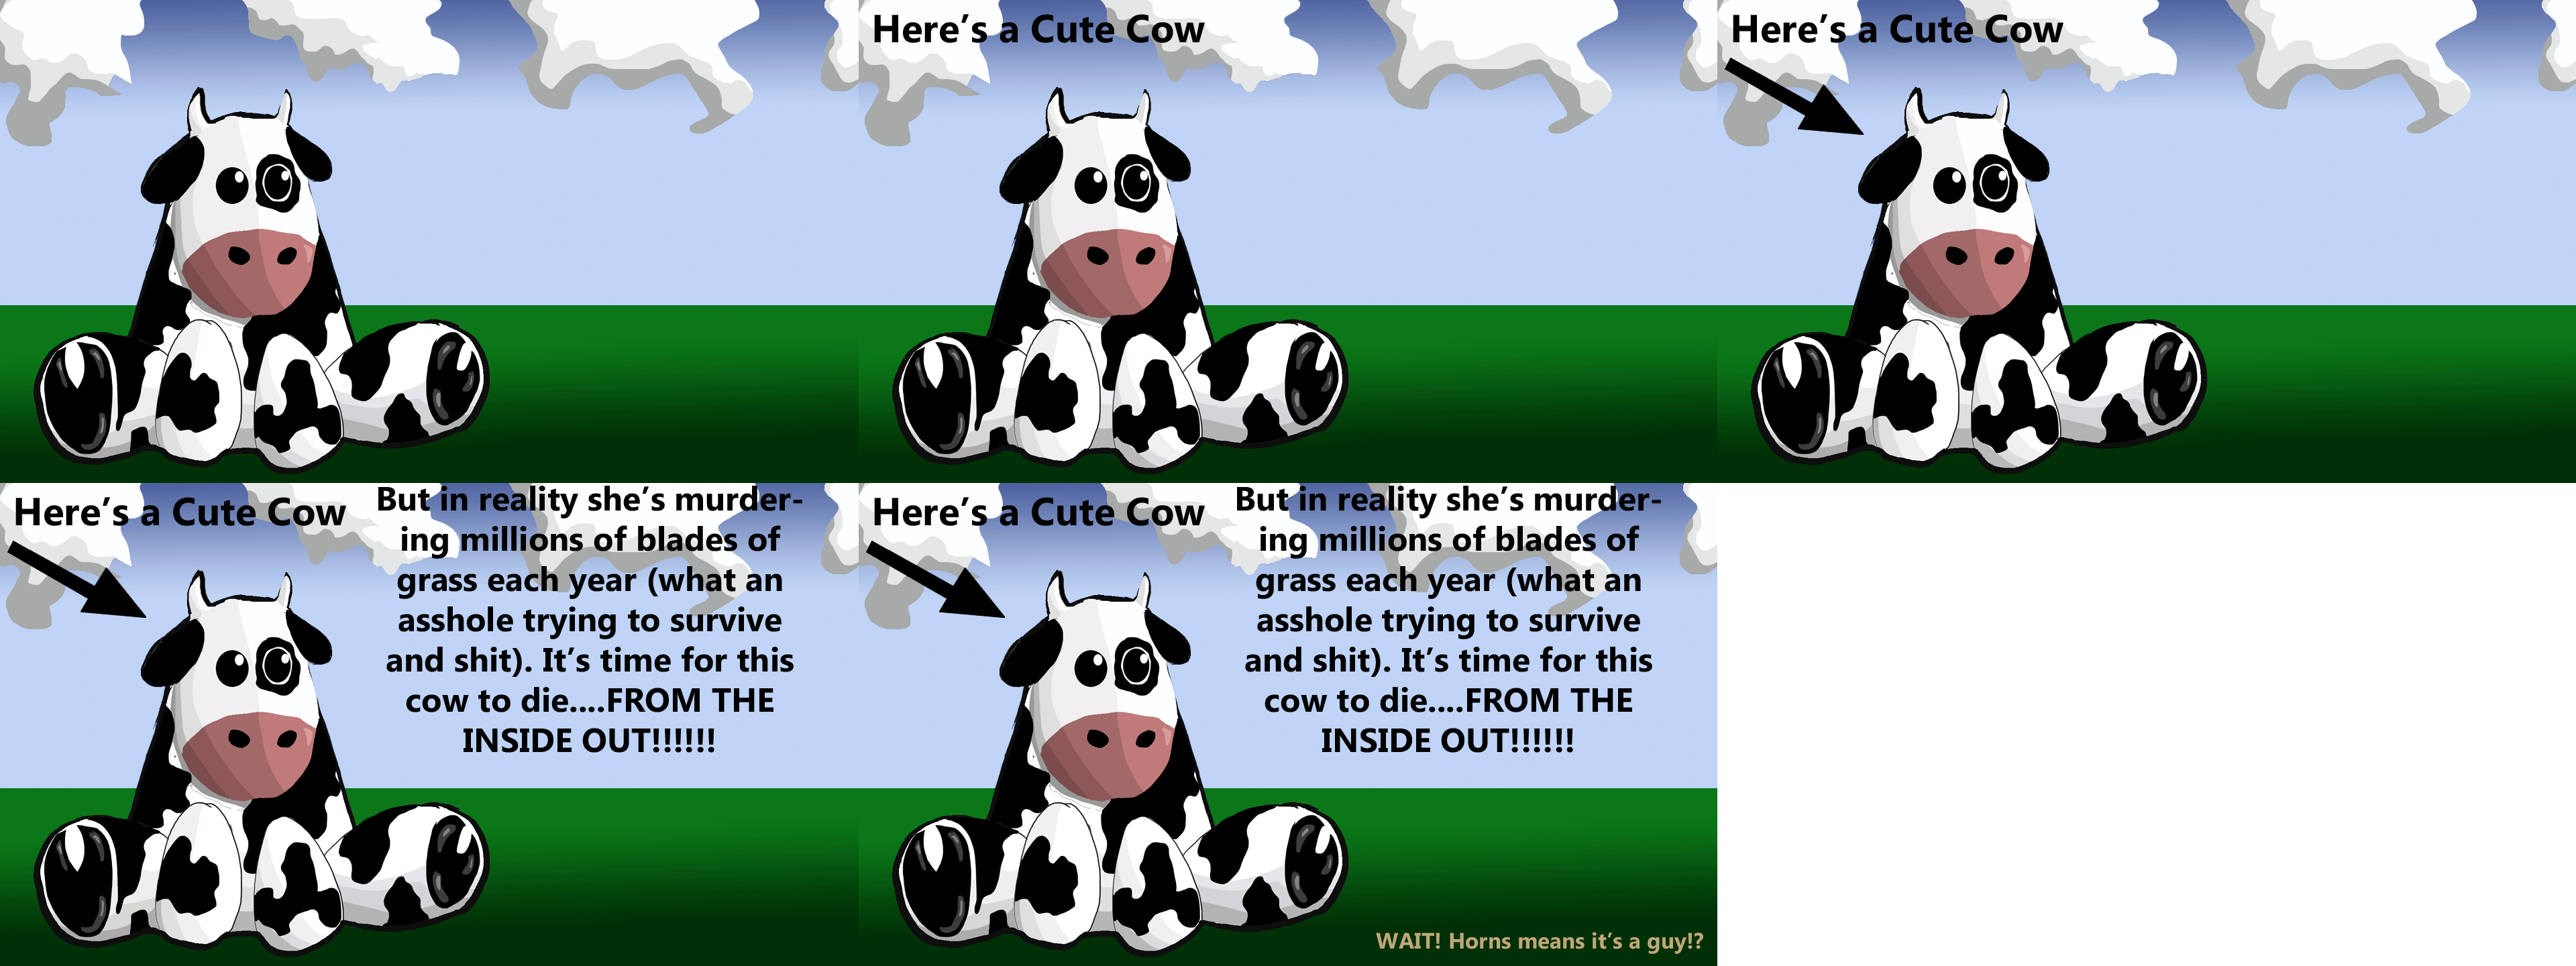 Here's a Cute Cow
Here's a Cute Cow
Here's a Cute Cow
But in reality she's murder-
ing millions of blades of
grass each year (what an
asshole trying to survive
and shit). It's time for this
cow to die....FROM THE
INSIDE OUT!!!!!!
Here's a Cute Cow
But in reality she's murder-
ing millions of blades of
grass each year (what an
asshole trying to survive
and shit). It's time for this
cow to die....FROM THE
INSIDE OUT!!!!!!
WAIT! Horns means it's a guy!?